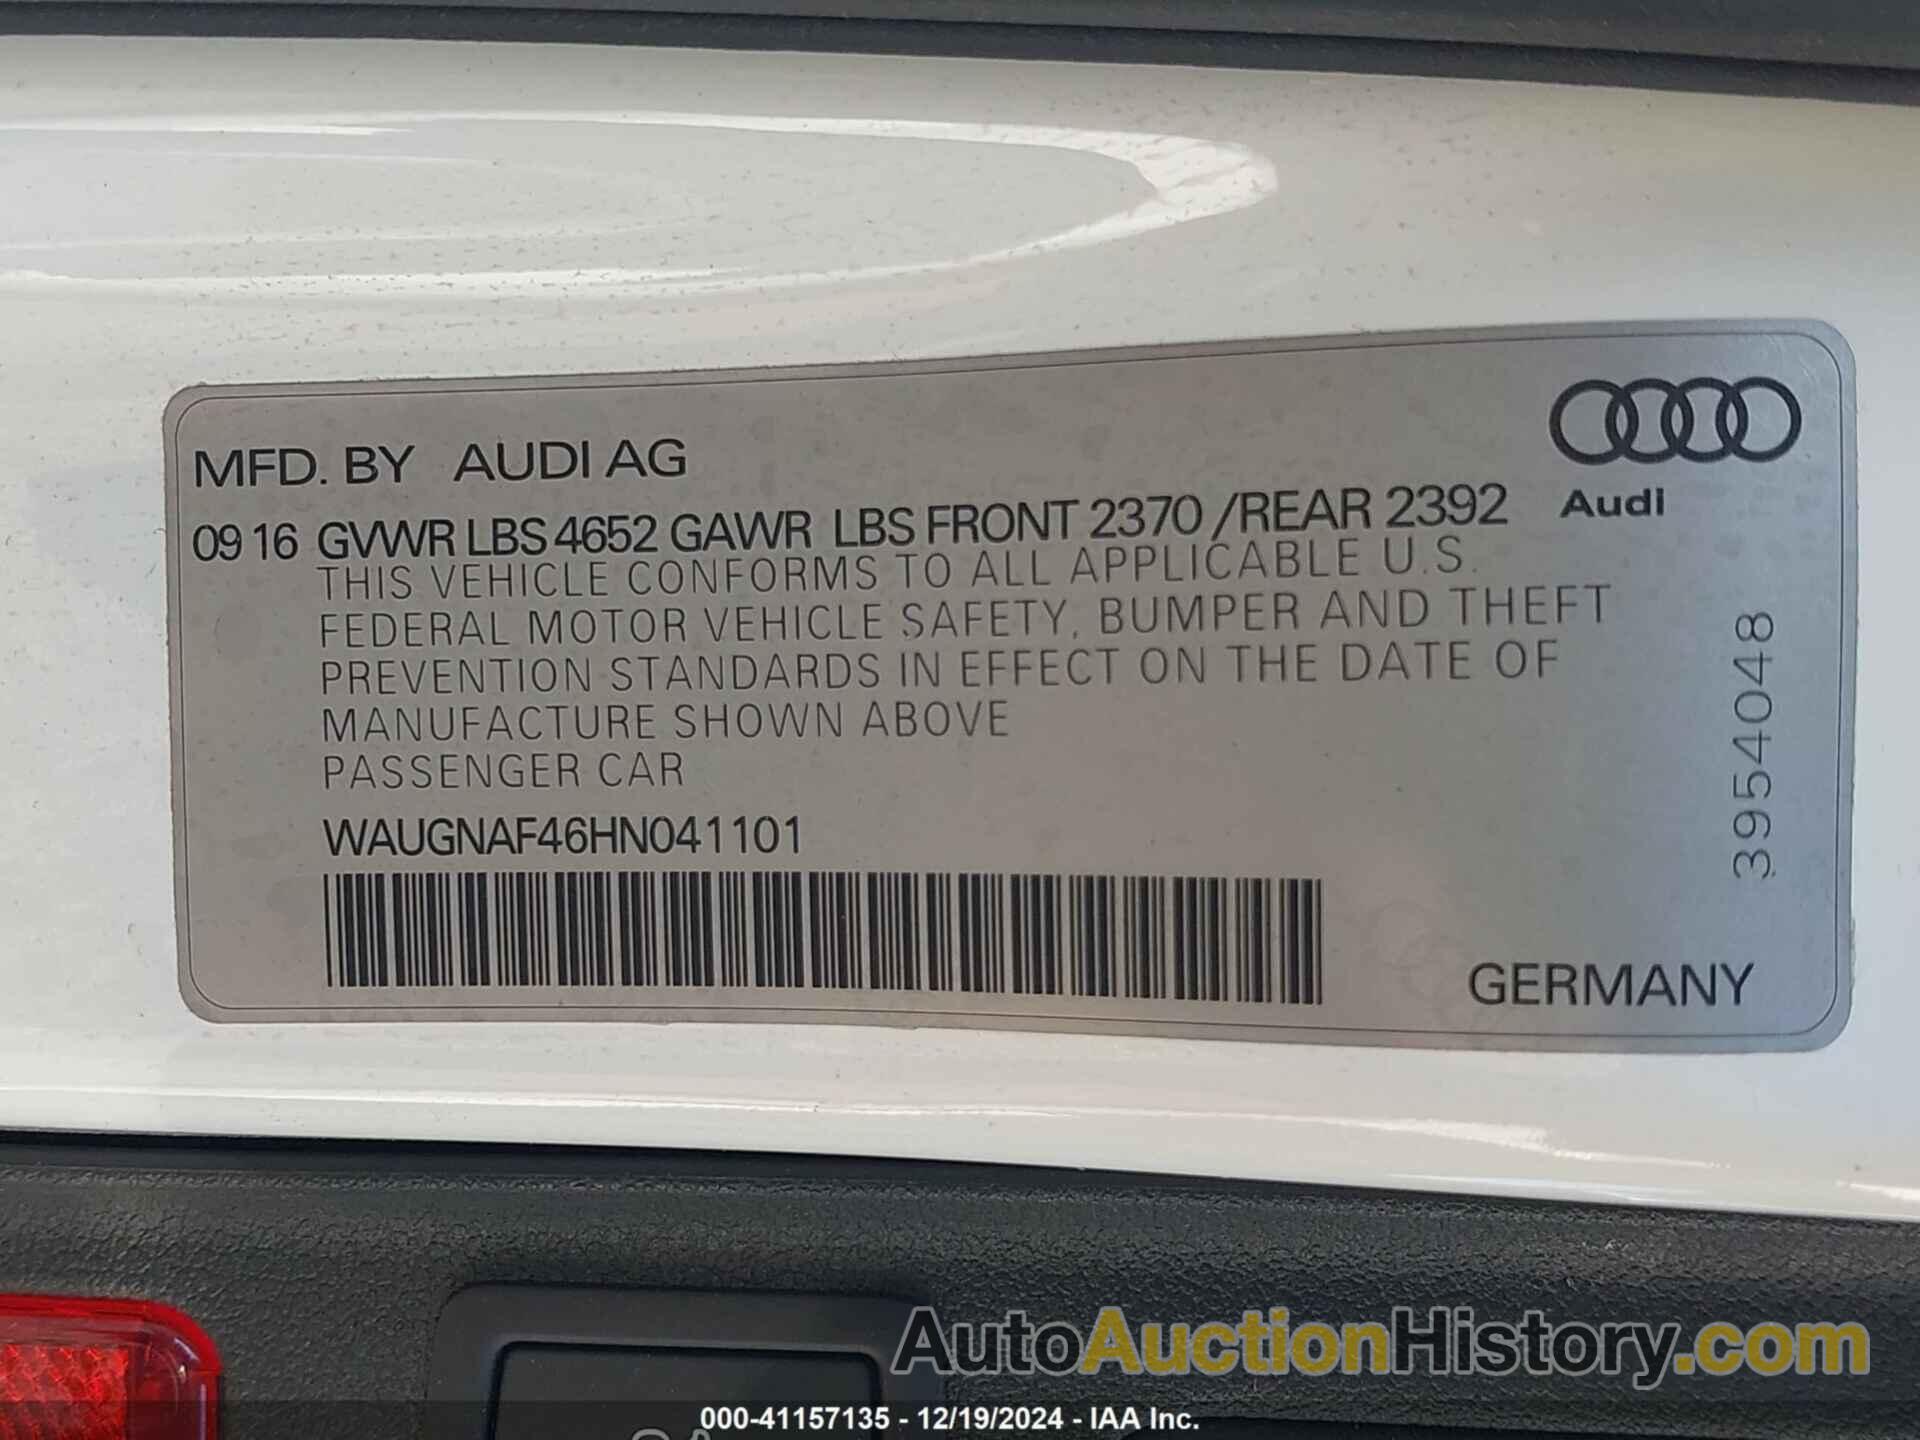 MFD. BY AUDI AG
Audi
09 16 GVWR LBS 4652 GAWR LBS FRONT 2370 /REAR 2392
THIS VEHICLE CONFORMS TO ALL APPLICABLE U.S.
FEDERAL MOTOR VEHICLE SAFETY, BUMPER AND THEFT
PREVENTION STANDARDS IN EFFECT ON THE DATE OF
MANUFACTURE SHOWN ABOVE
PASSENGER CAR
WAUGNAF46HN041101
3954048
GERMANY
AutoAuctionHistory.com
000-41157135 - 12/19/2024 - IAA Inc.